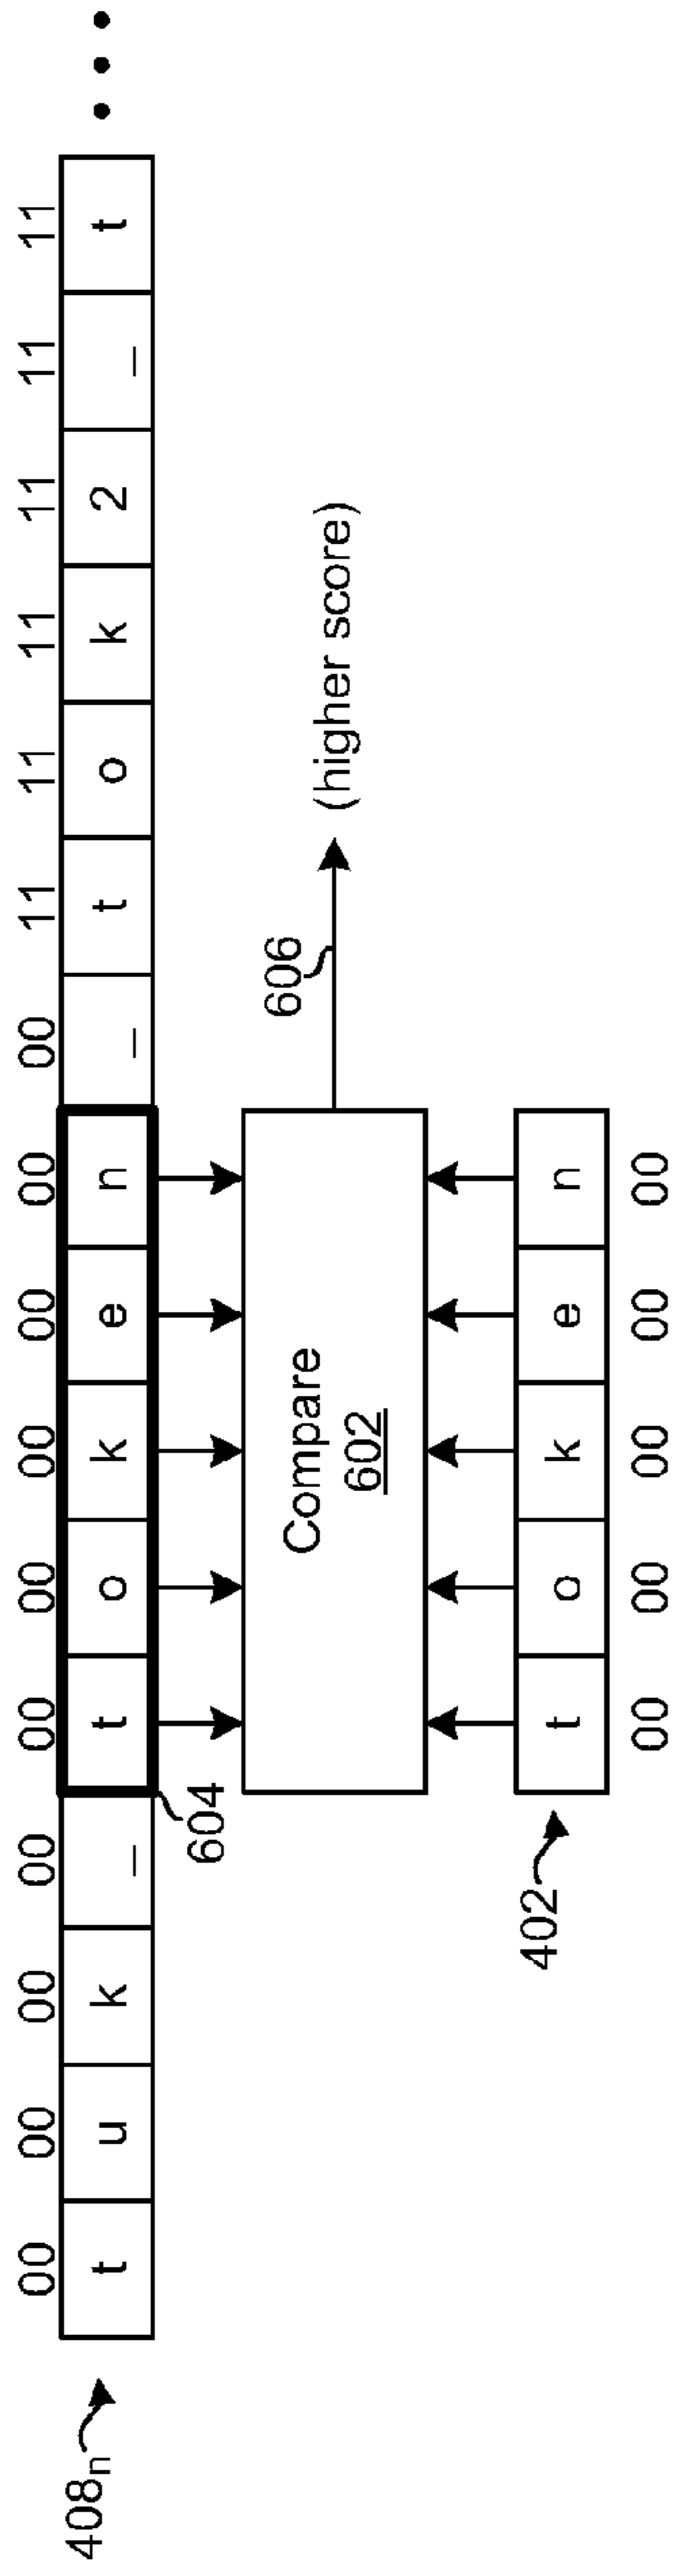 00 00 00 00 00 00 00 00 00 00 11 11 11 11 11 11
408n t u k _ t o k e n _ t o k 2 _ t • • •
604
606
Compare
602
(higher score)
402 t o k e n
00 00 00 00 00